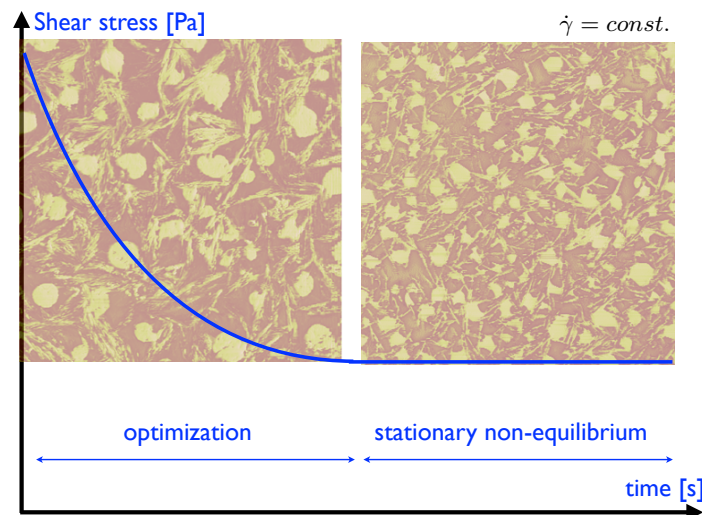 Shear stress [Pa]
γ̇ = const.
optimization
stationary non-equilibrium
time [s]